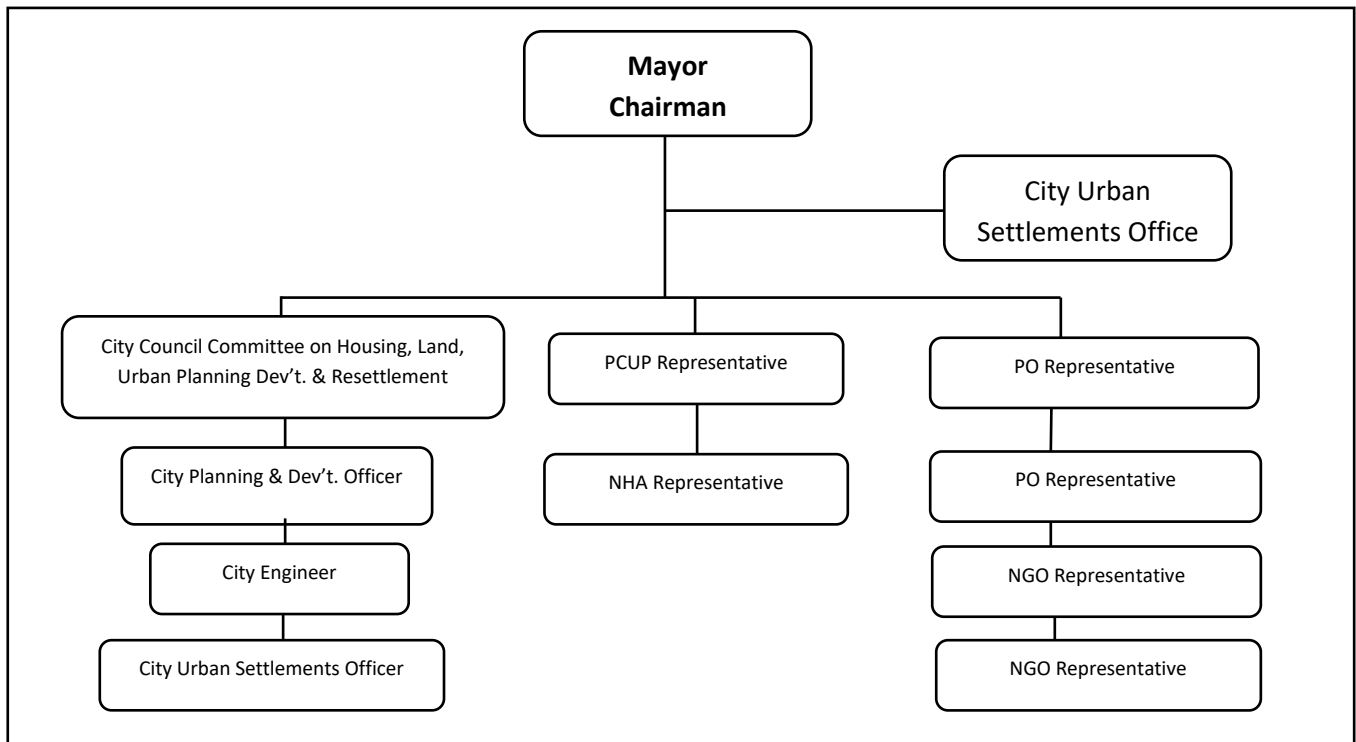 Mayor
Chairman
City Urban
Settlements Office
City Council Committee on Housing, Land,
Urban Planning Dev’t. & Resettlement
City Planning & Dev’t. Officer
City Engineer
City Urban Settlements Officer
PCUP Representative
NHA Representative
PO Representative
PO Representative
NGO Representative
NGO Representative